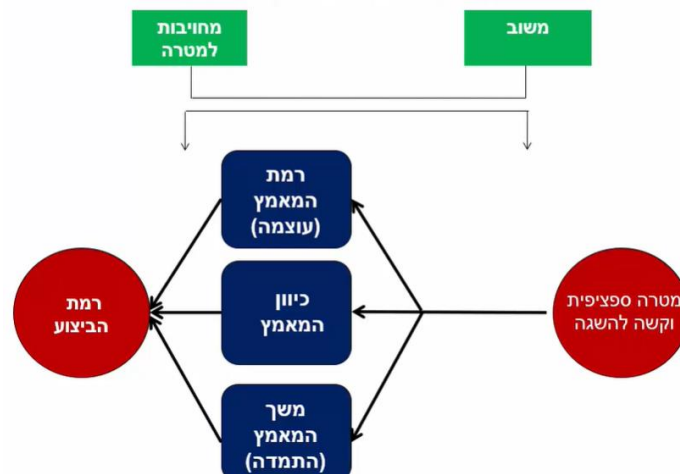 משוב
מחויבות
למטרה
מטרה ספציפית
וקשה להשגה
רמת
המאמץ
(עוצמה)
כיוון
המאמץ
משך
המאמץ
(התמדה)
רמת
הביצוע